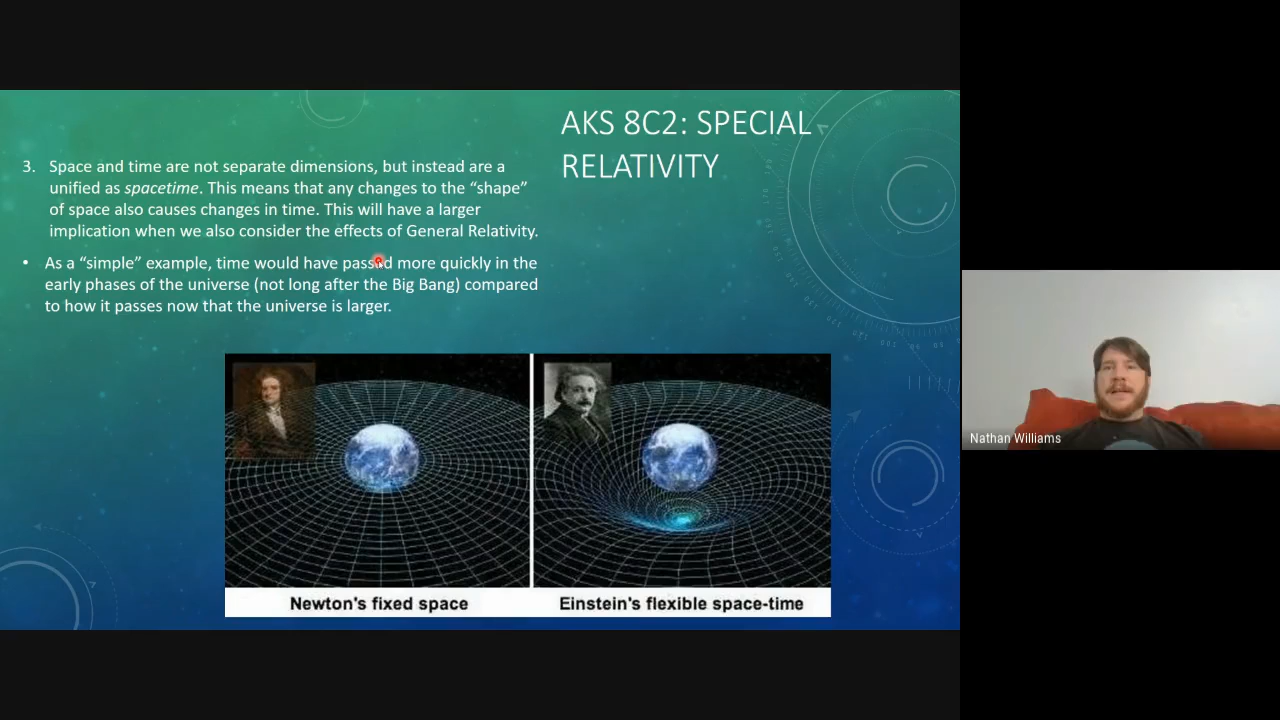 AKS 8C2: SPECIAL
RELATIVITY
3. Space and time are not separate dimensions, but instead are a
unified as spacetime. This means that any changes to the “shape”
of space also causes changes in time. This will have a larger
implication when we also consider the effects of General Relativity.
• As a “simple” example, time would have passed more quickly in the
early phases of the universe (not long after the Big Bang) compared
to how it passes now that the universe is larger.
Newton's fixed space
Einstein's flexible space-time
Nathan Williams